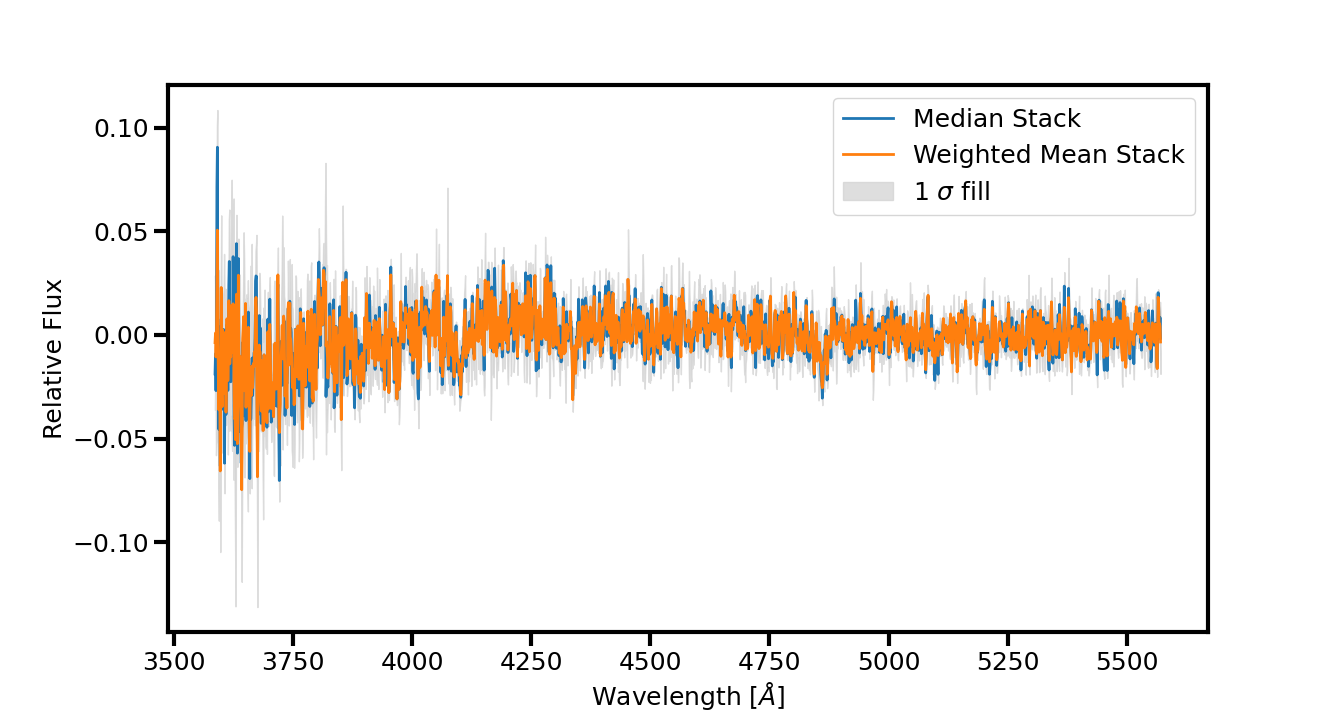 Median Stack
Weighted Mean Stack
1 σ fill
0.10
0.05
0.00
−0.05
−0.10
Relative Flux
3500 3750 4000 4250 4500 4750 5000 5250 5500
Wavelength [Å]